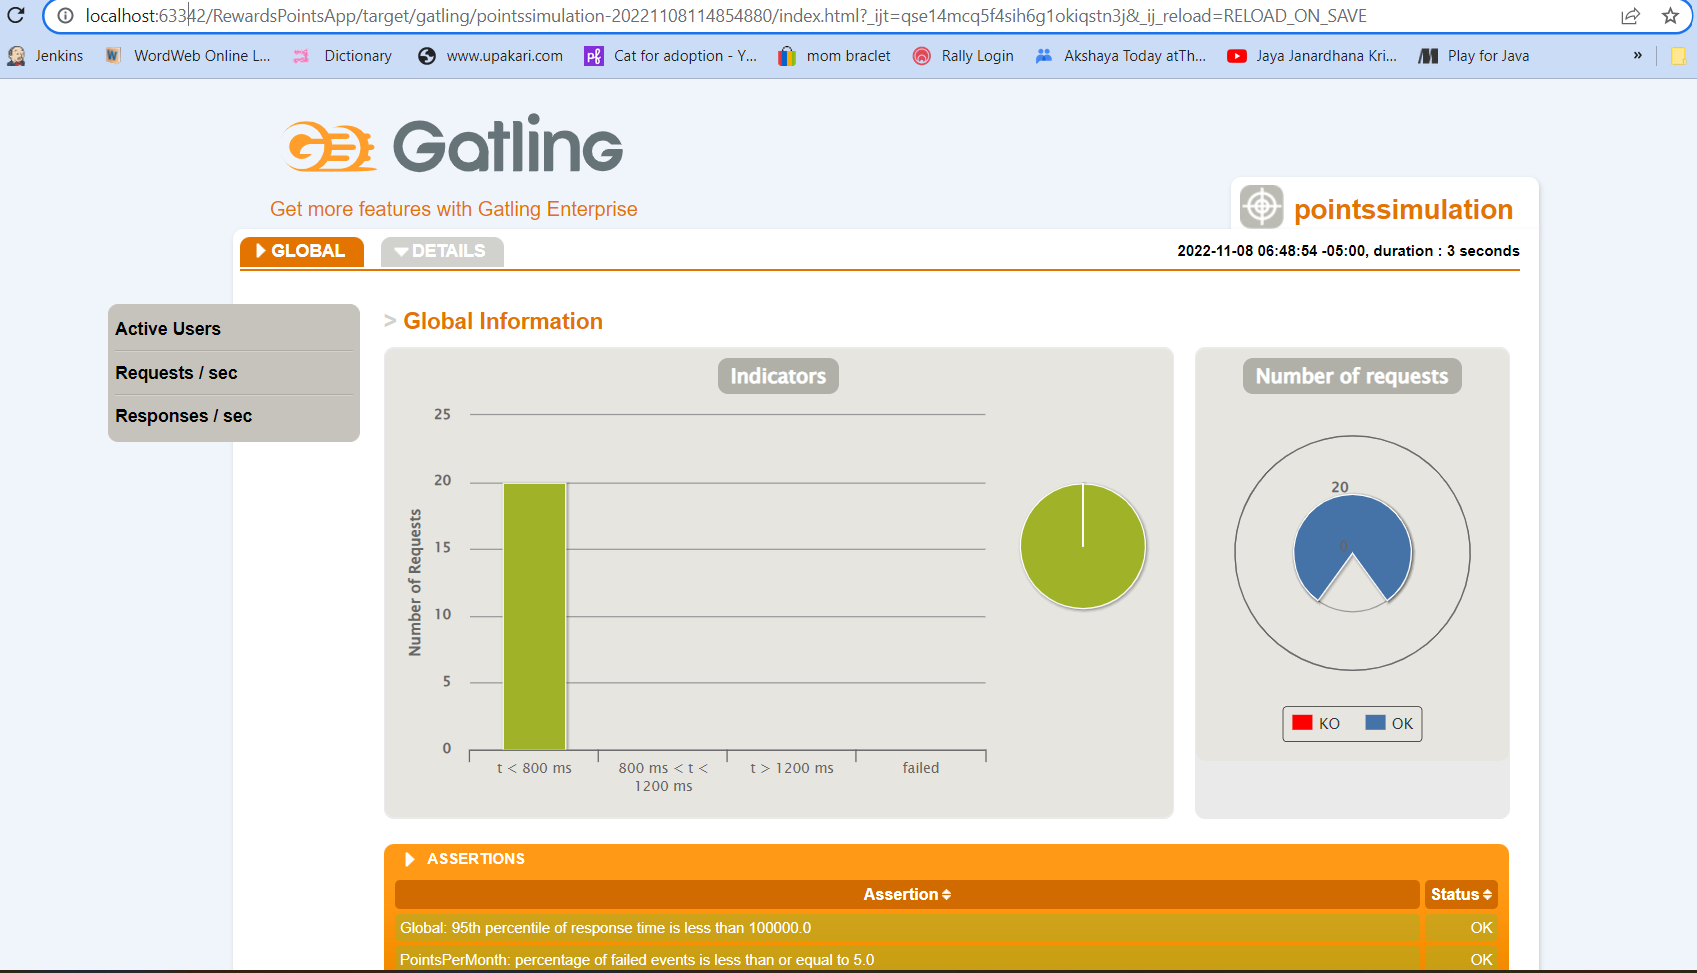 localhost:63342/RewardsPointsApp/target/gatling/pointssimulation-20221108114854880/index.html?_ijt=qse14mcq5f4sih6g1okiqstn3j&_ij_reload=RELOAD_ON_SAVE
Jenkins WordWeb Online L... Dictionary www.upakari.com Cat for adoption - Y... mom braclet Rally Login Akshaya Today atTh... Jaya Janardhana Kri... Play for Java »
Gatling
Get more features with Gatling Enterprise
pointssimulation
GLOBAL DETAILS 2022-11-08 06:48:54 -05:00, duration : 3 seconds
Active Users
Requests / sec
Responses / sec
> Global Information
Indicators
25
20
15
10
5
0
Number of Requests
t < 800 ms
800 ms < t <
1200 ms
t > 1200 ms
failed
Number of requests
20
0
KO OK
ASSERTIONS
Assertion Status
Global: 95th percentile of response time is less than 100000.0 OK
PointsPerMonth: percentage of failed events is less than or equal to 5.0 OK